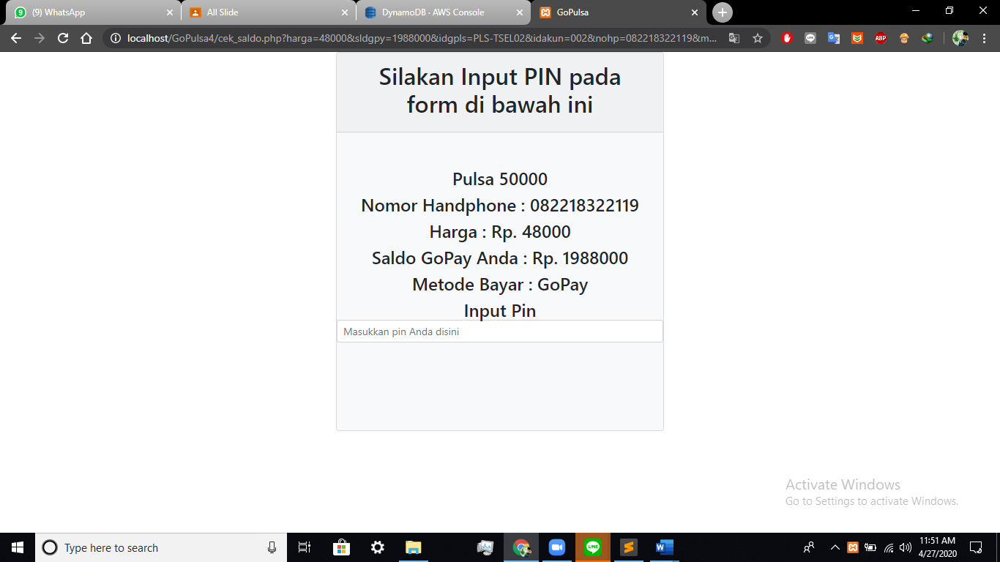 (9) WhatsApp
All Slide
DynamoDB · AWS Console
GoPulsa
localhost/GoPulsa4/cek_saldo.php?harga=48000&sldgpy=1988000&idgpls=PLS-TSEL02&idakun=002&nohp=082218322119&m...
Silakan Input PIN pada
form di bawah ini
Pulsa 50000
Nomor Handphone : 082218322119
Harga : Rp. 48000
Saldo GoPay Anda : Rp. 1988000
Metode Bayar : GoPay
Input Pin
Masukkan pin Anda disini
Activate Windows
Go to Settings to activate Windows.
Type here to search
11:51 AM
4/27/2020